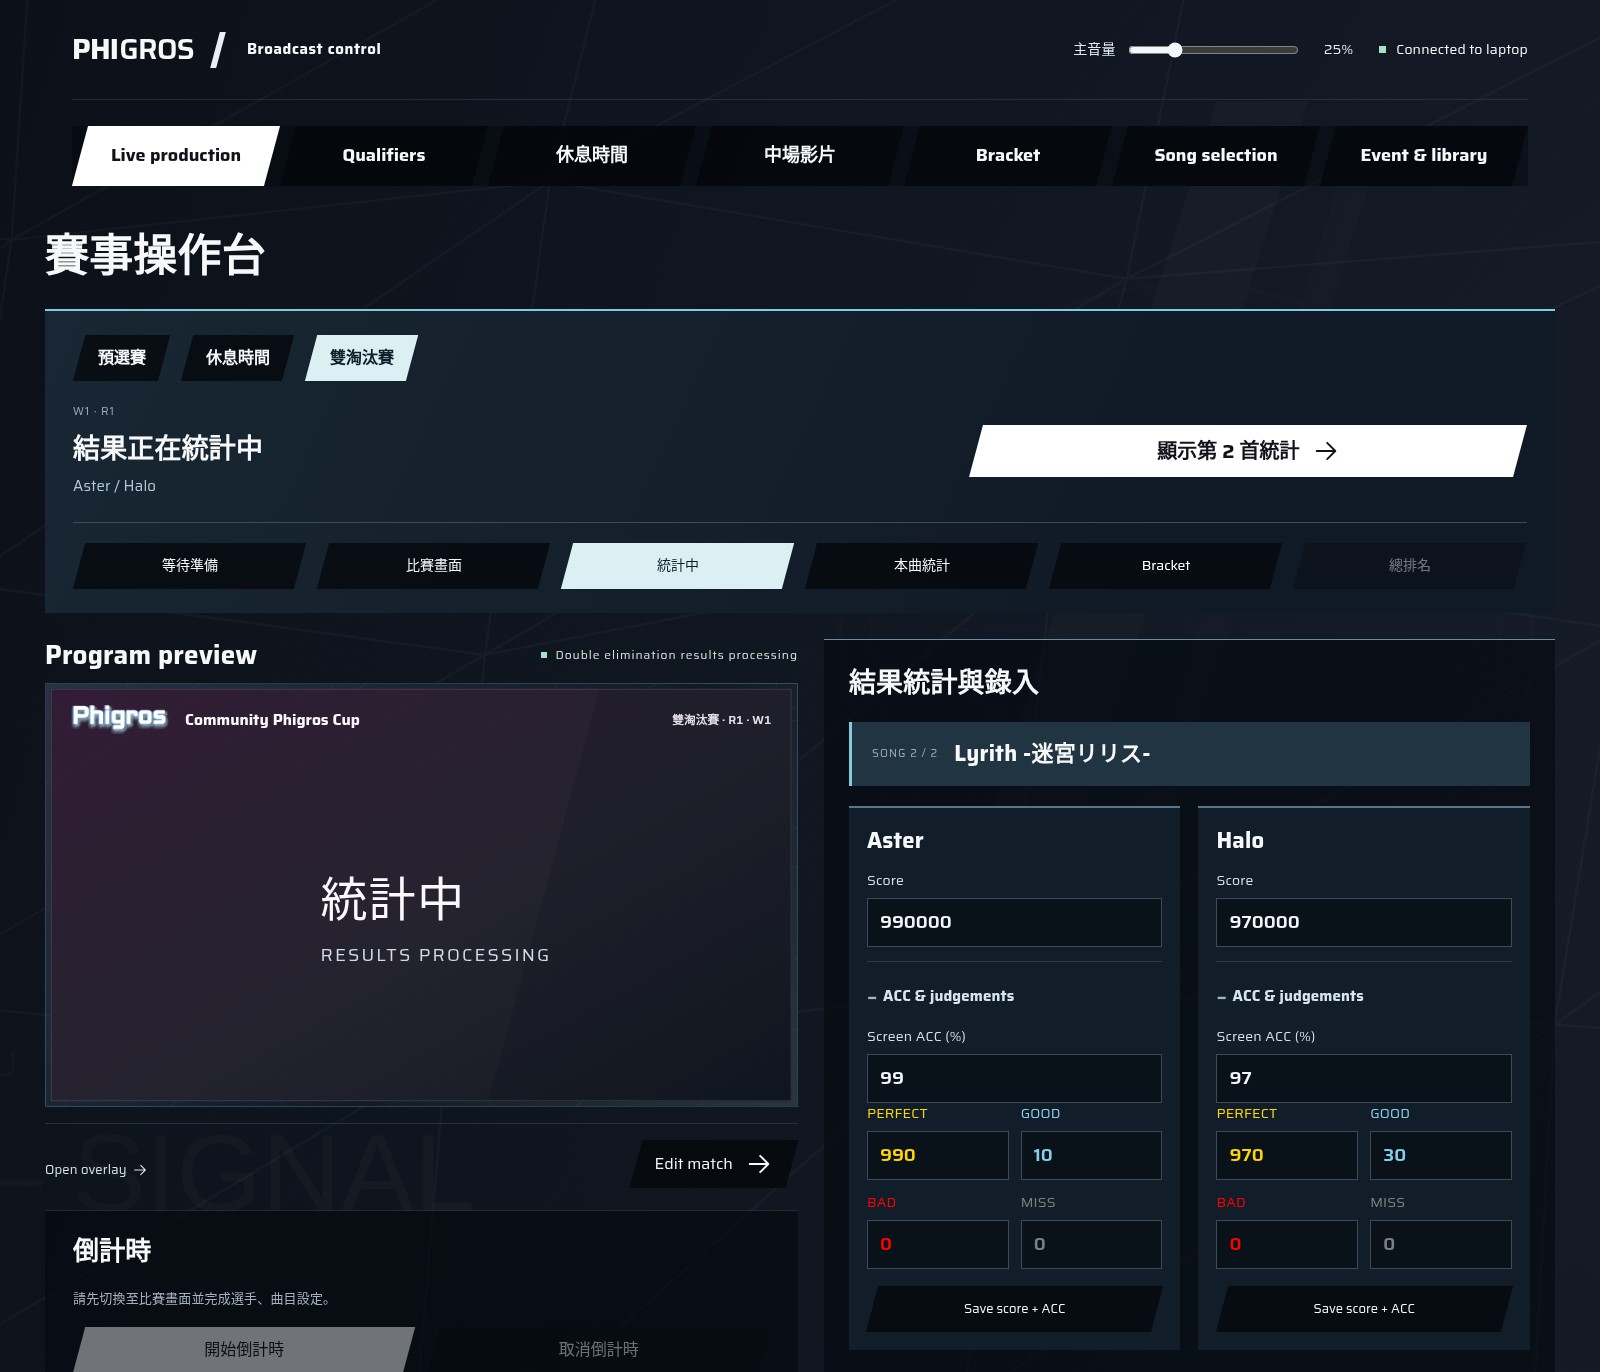 PHIGROS / Broadcast control
主音量 25% Connected to laptop
Live production Qualifiers 休息時間 中場影片 Bracket Song selection Event & library
賽事操作台
預選賽 休息時間 雙淘汰賽
W1 · R1
結果正在統計中
Aster / Halo
顯示第 2 首統計 →
等待準備 比賽畫面 統計中 本曲統計 Bracket 總排名
Program preview
Double elimination results processing
Phigros Community Phigros Cup
雙淘汰賽 · R1 · W1
統計中
RESULTS PROCESSING
Open overlay →
Edit match →
SIGNAL
倒計時
請先切換至比賽畫面並完成選手、曲目設定。
開始倒計時 取消倒計時
結果統計與錄入
SONG 2 / 2 Lyrith -迷宮リリス-
Aster
Score
990000
– ACC & judgements
Screen ACC (%)
99
PERFECT GOOD
990 10
BAD MISS
0 0
Save score + ACC
Halo
Score
970000
– ACC & judgements
Screen ACC (%)
97
PERFECT GOOD
970 30
BAD MISS
0 0
Save score + ACC